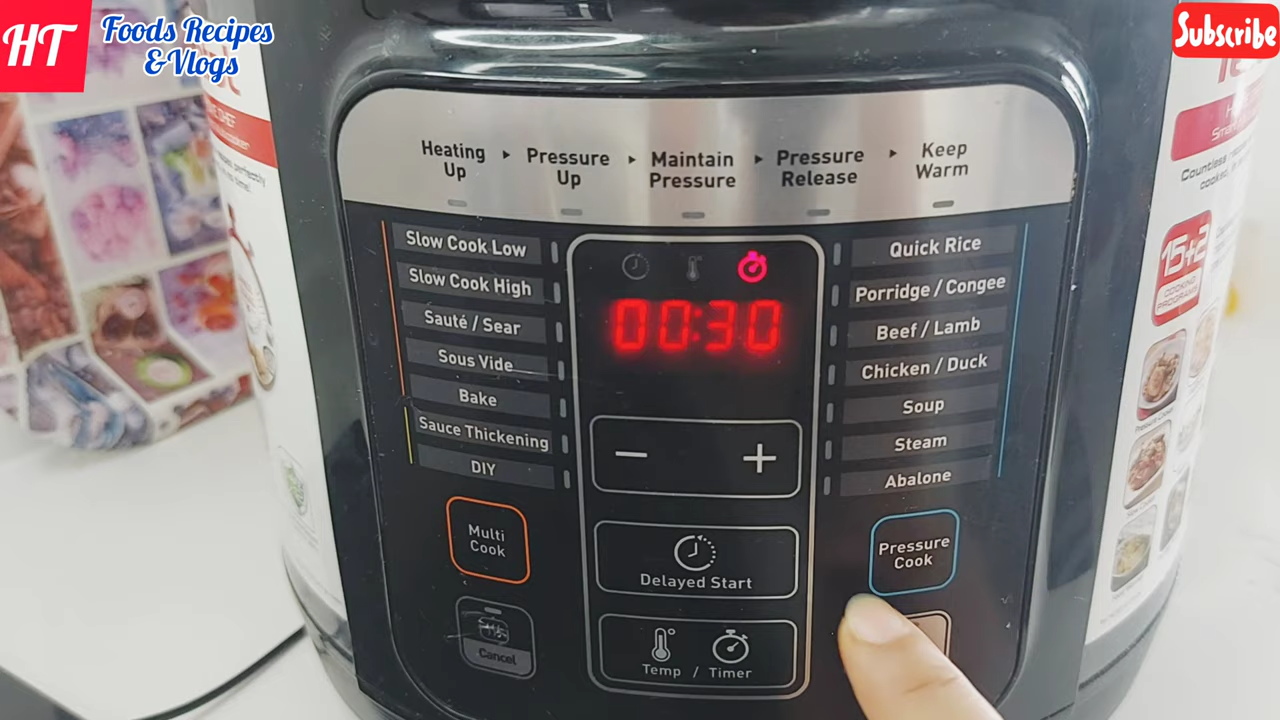 HT
Foods Recipes
& Vlogs
Subscribe
Heating
Up
Pressure
Up
Maintain
Pressure
Pressure
Release
Keep
Warm
Slow Cook Low
Slow Cook High
Sauté / Sear
Sous Vide
Bake
Sauce Thickening
DIY
00:30
Quick Rice
Porridge / Congee
Beef / Lamb
Chicken / Duck
Soup
Steam
Abalone
Multi
Cook
Cancel
− +
Delayed Start
Temp / Timer
Pressure
Cook
Countless
15+2
COOKING
PROGRAMS